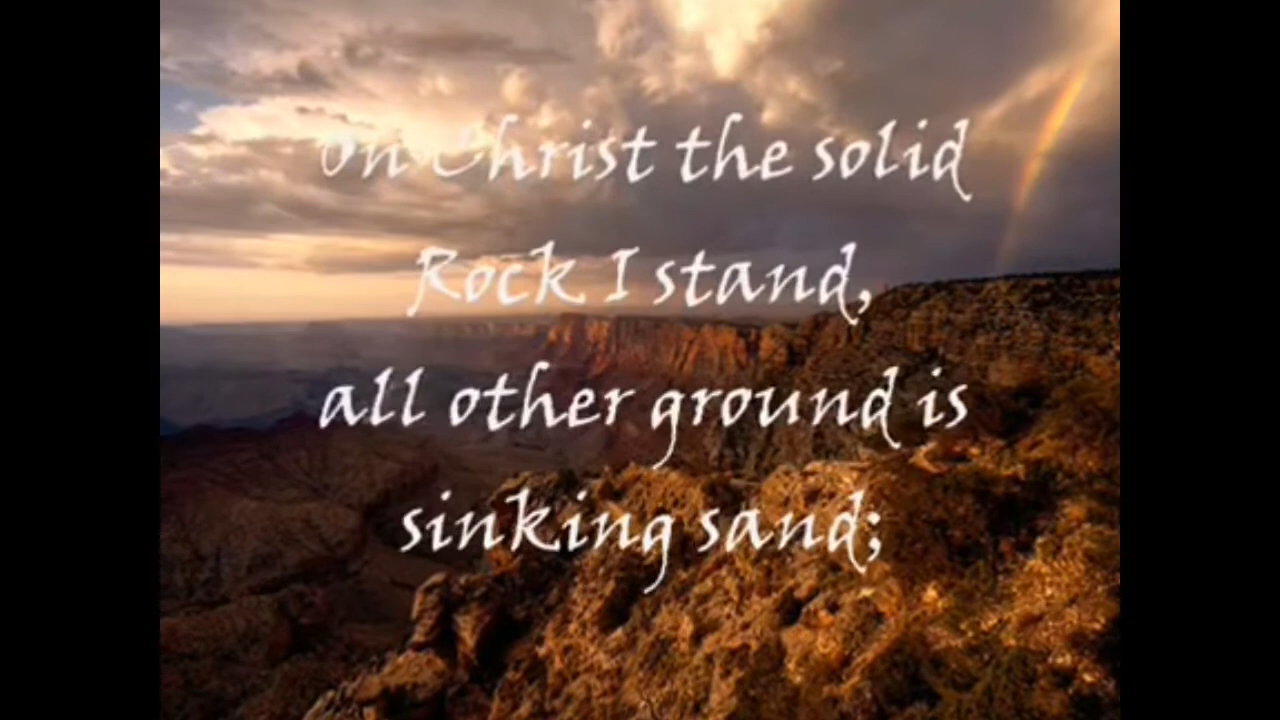 On Christ the solid
Rock I stand,
all other ground is
sinking sand;